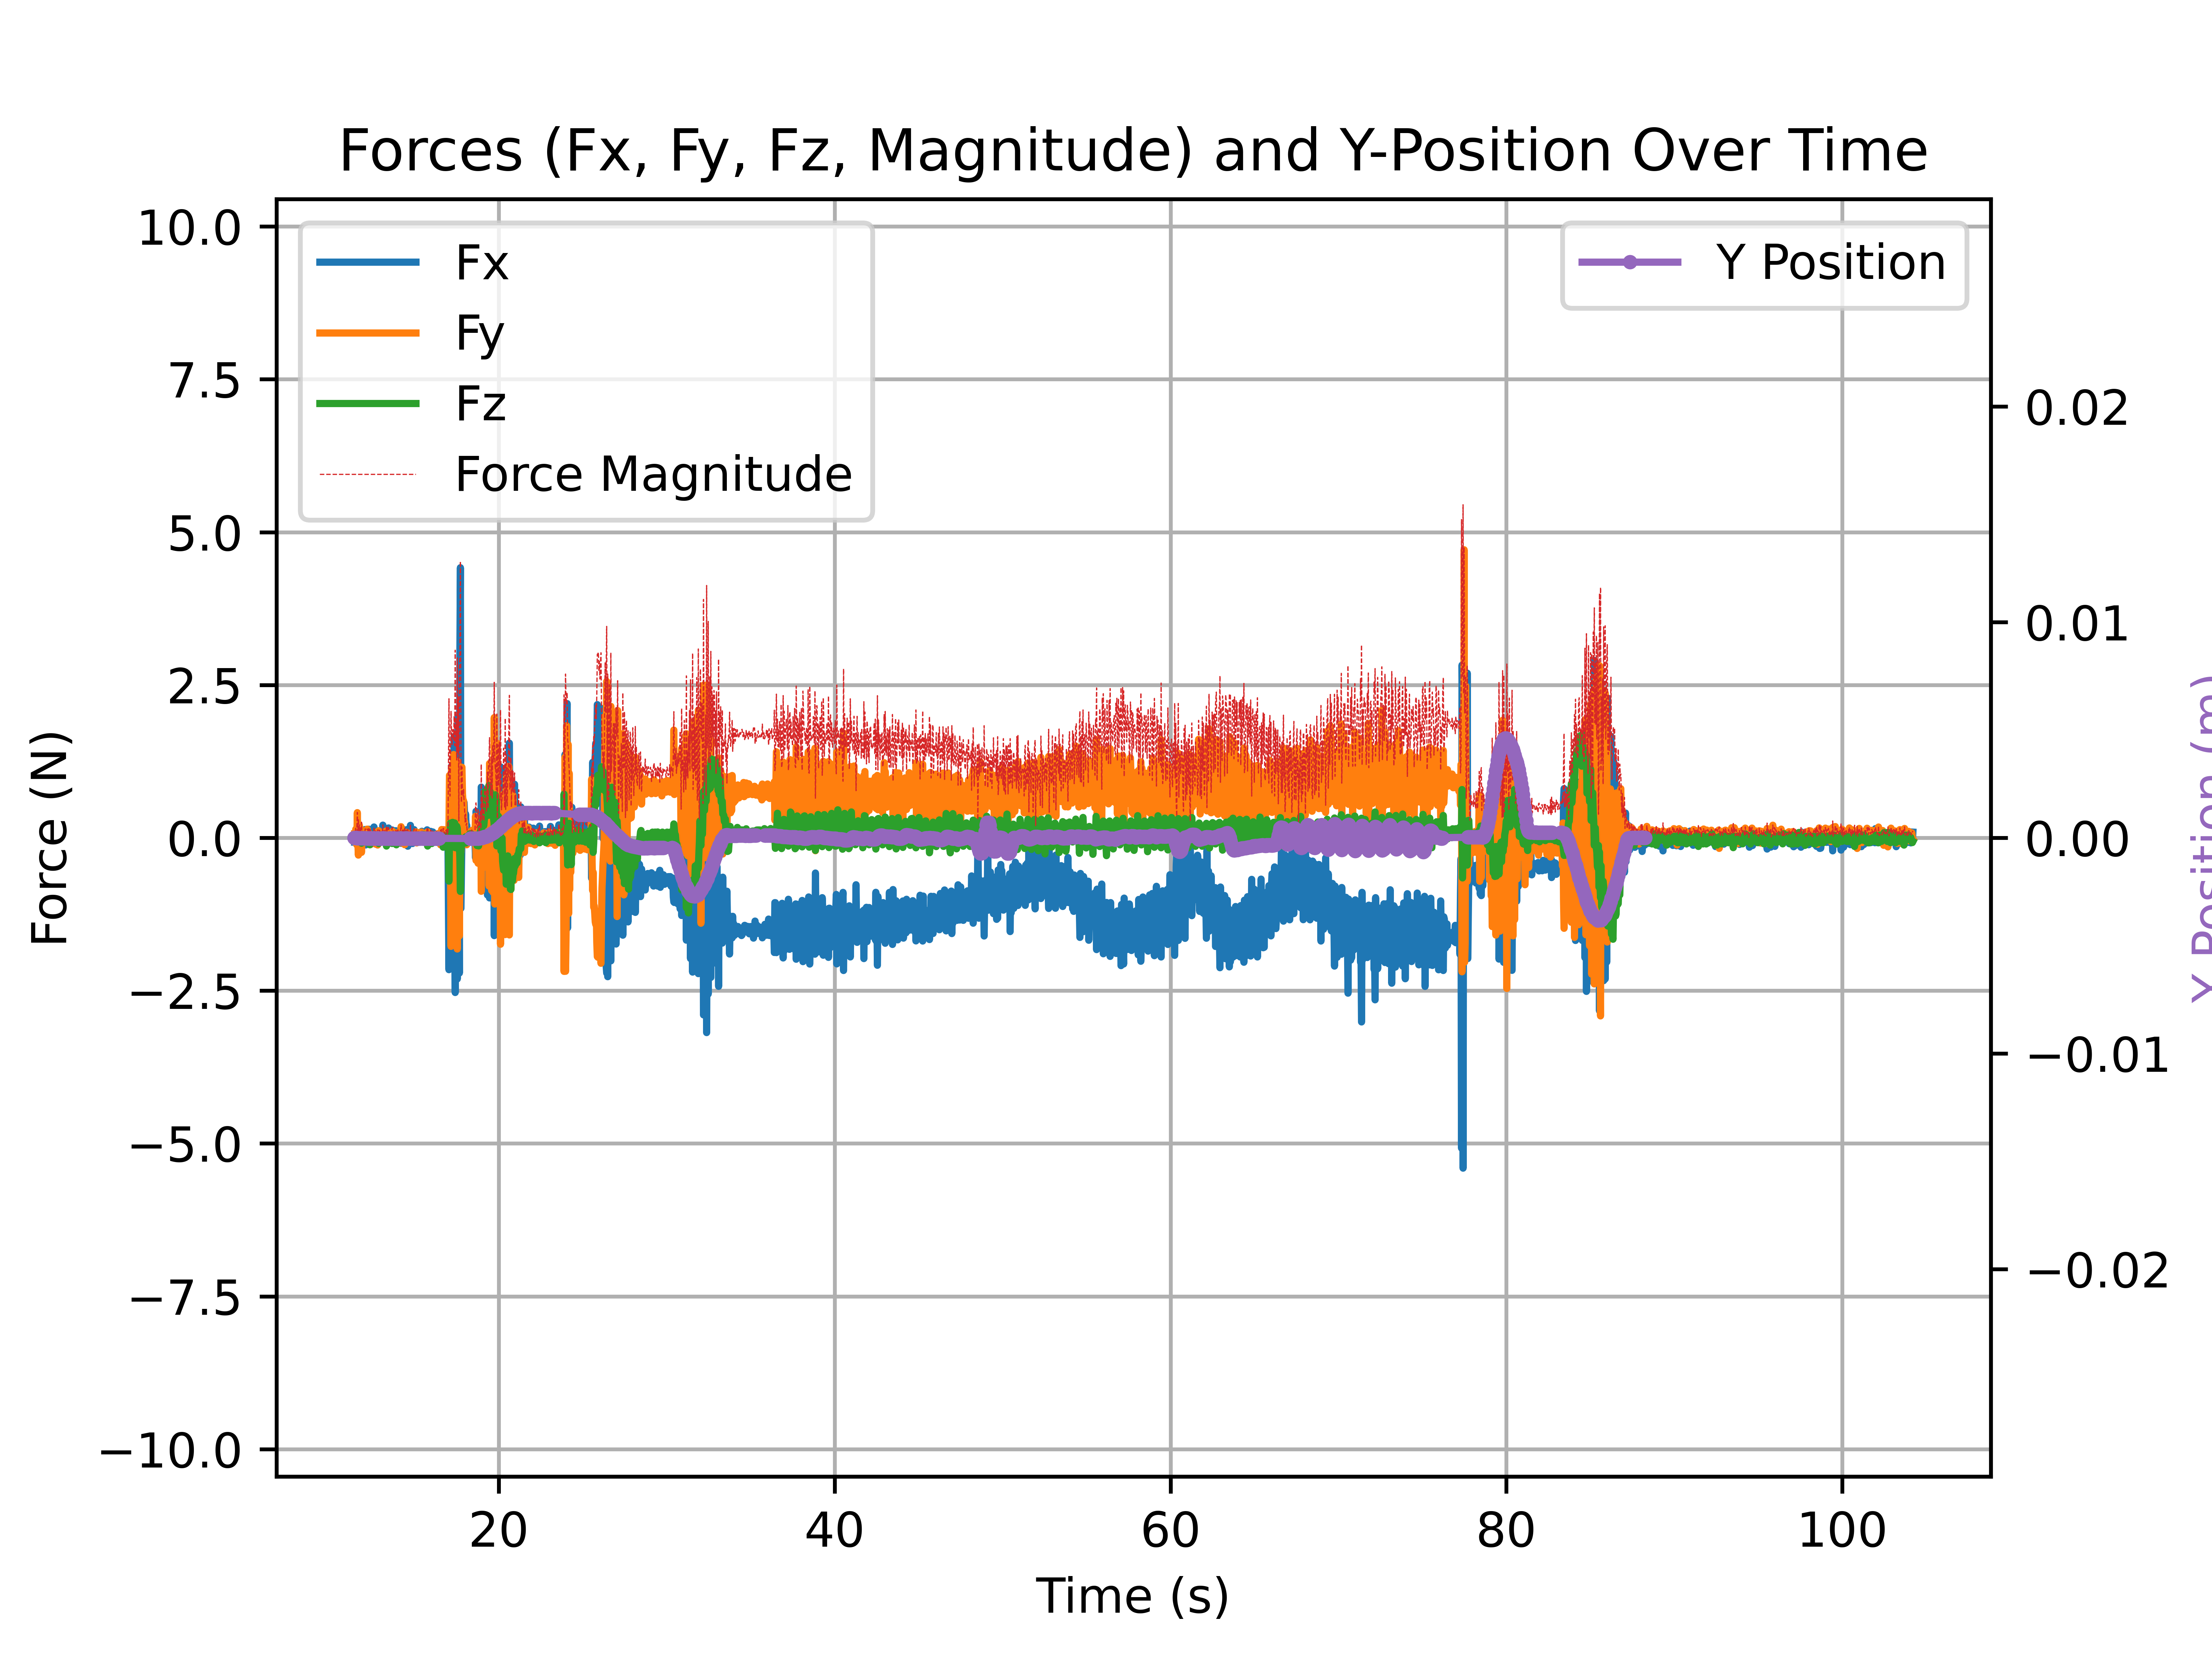 Forces (Fx, Fy, Fz, Magnitude) and Y-Position Over Time
Fx
Fy
Fz
Force Magnitude
Y Position
10.0
7.5
5.0
2.5
0.0
−2.5
−5.0
−7.5
−10.0
Force (N)
0.02
0.01
0.00
−0.01
−0.02
Y Position (m)
20
40
60
80
100
Time (s)